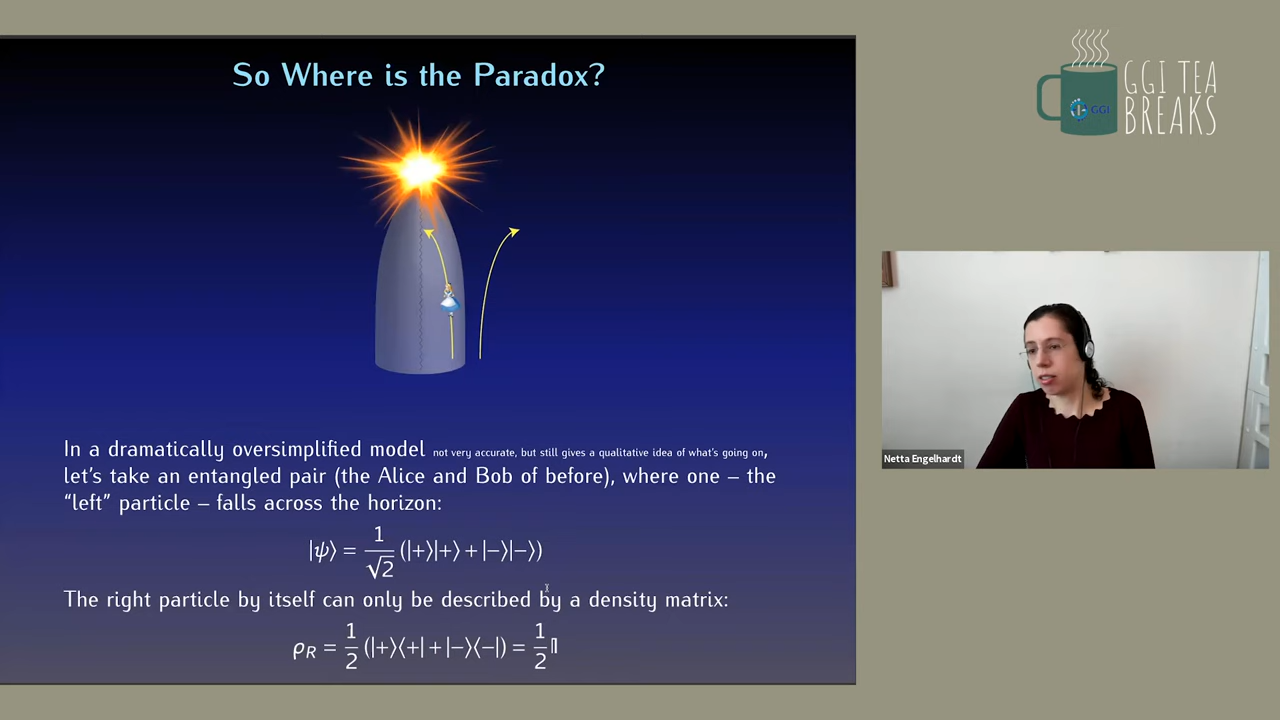 So Where is the Paradox?
GGI TEA
BREAKS
GGI
In a dramatically oversimplified model not very accurate, but still gives a qualitative idea of what's going on,
let's take an entangled pair (the Alice and Bob of before), where one – the
“left” particle – falls across the horizon:
|ψ⟩ = 1/√2 (|+⟩|+⟩ + |−⟩|−⟩)
The right particle by itself can only be described by a density matrix:
ρ_R = 1/2 (|+⟩⟨+| + |−⟩⟨−|) = 1/2 𝟙
Netta Engelhardt